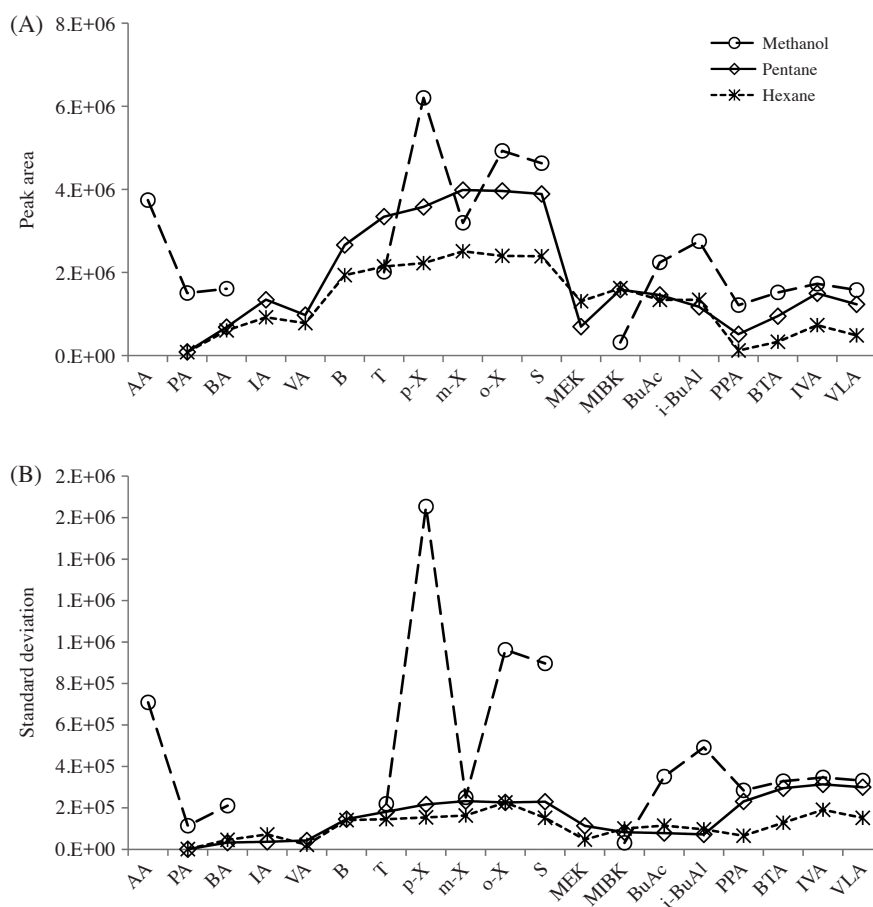 (A)
8.E+06
6.E+06
4.E+06
2.E+06
0.E+00
Peak area
Methanol
Pentane
Hexane
AA
PA
BA
IA
VA
B
T
p-X
m-X
o-X
S
MEK
MIBK
BuAc
i-BuAl
PPA
BTA
IVA
VLA
(B)
2.E+06
2.E+06
1.E+06
1.E+06
1.E+06
8.E+05
6.E+05
4.E+05
2.E+05
0.E+00
Standard deviation
AA
PA
BA
IA
VA
B
T
p-X
m-X
o-X
S
MEK
MIBK
BuAc
i-BuAl
PPA
BTA
IVA
VLA